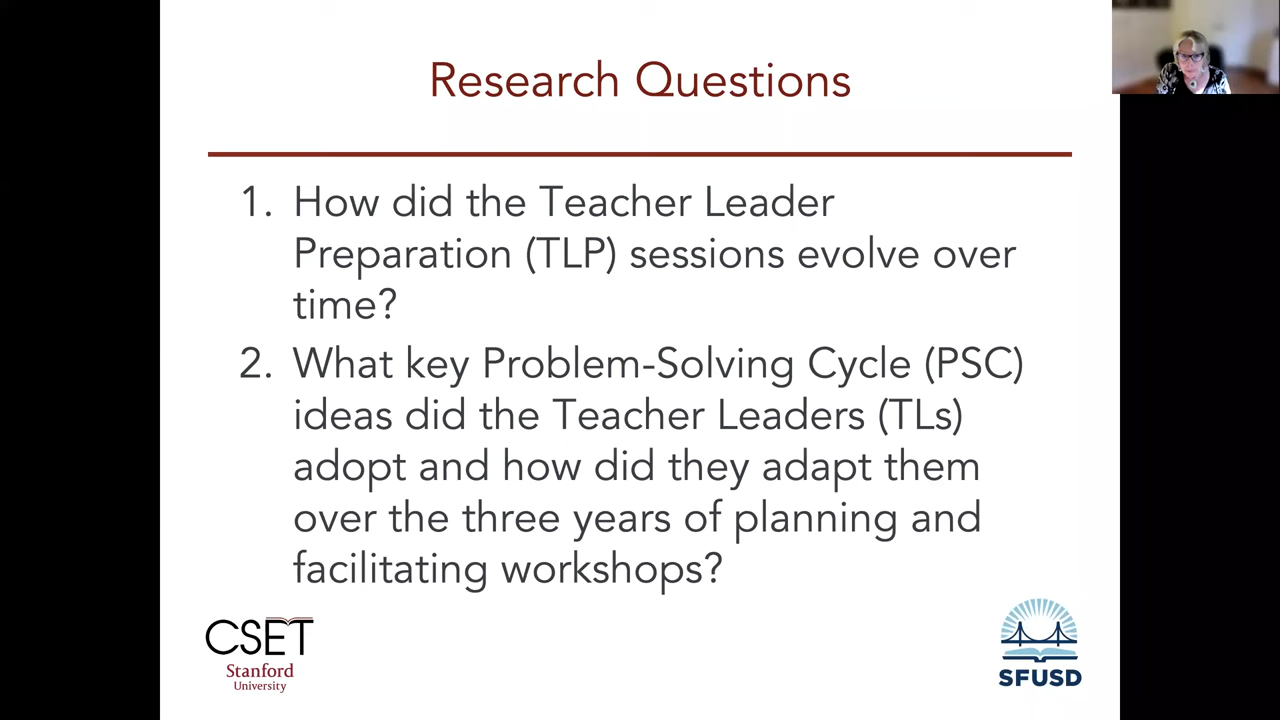 Research Questions
1. How did the Teacher Leader
Preparation (TLP) sessions evolve over
time?
2. What key Problem-Solving Cycle (PSC)
ideas did the Teacher Leaders (TLs)
adopt and how did they adapt them
over the three years of planning and
facilitating workshops?
CSET
Stanford
University
SFUSD